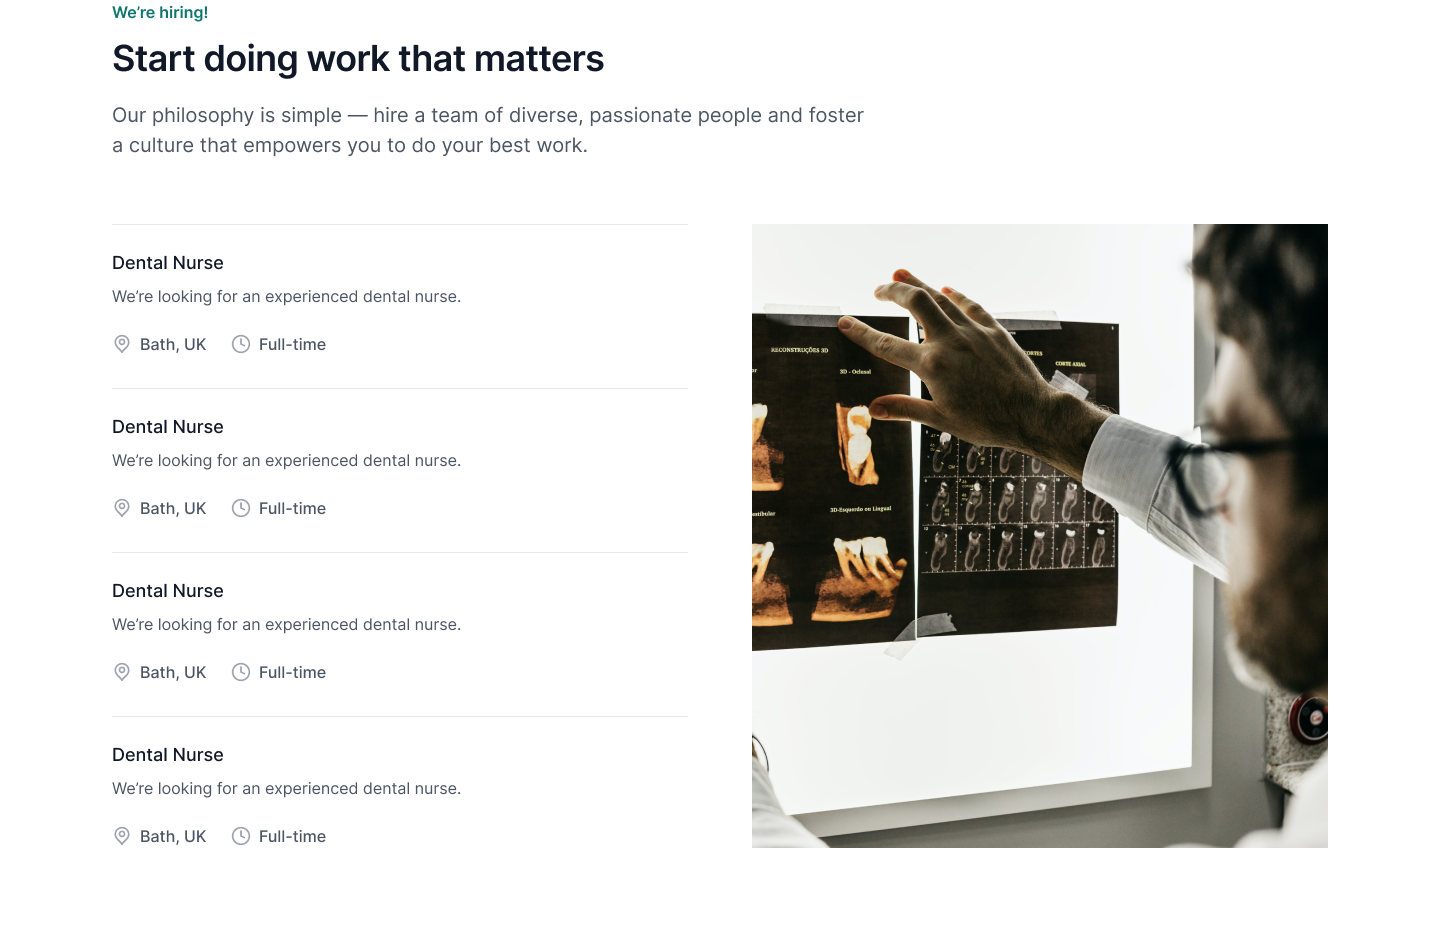 We’re hiring!
Start doing work that matters
Our philosophy is simple — hire a team of diverse, passionate people and foster
a culture that empowers you to do your best work.
Dental Nurse
We’re looking for an experienced dental nurse.
Bath, UK Full-time
Dental Nurse
We’re looking for an experienced dental nurse.
Bath, UK Full-time
Dental Nurse
We’re looking for an experienced dental nurse.
Bath, UK Full-time
Dental Nurse
We’re looking for an experienced dental nurse.
Bath, UK Full-time
RECONSTRUÇÕES 3D
3D - Oclusal
CORTE AXIAL
3D-Esquerdo ou Lingual